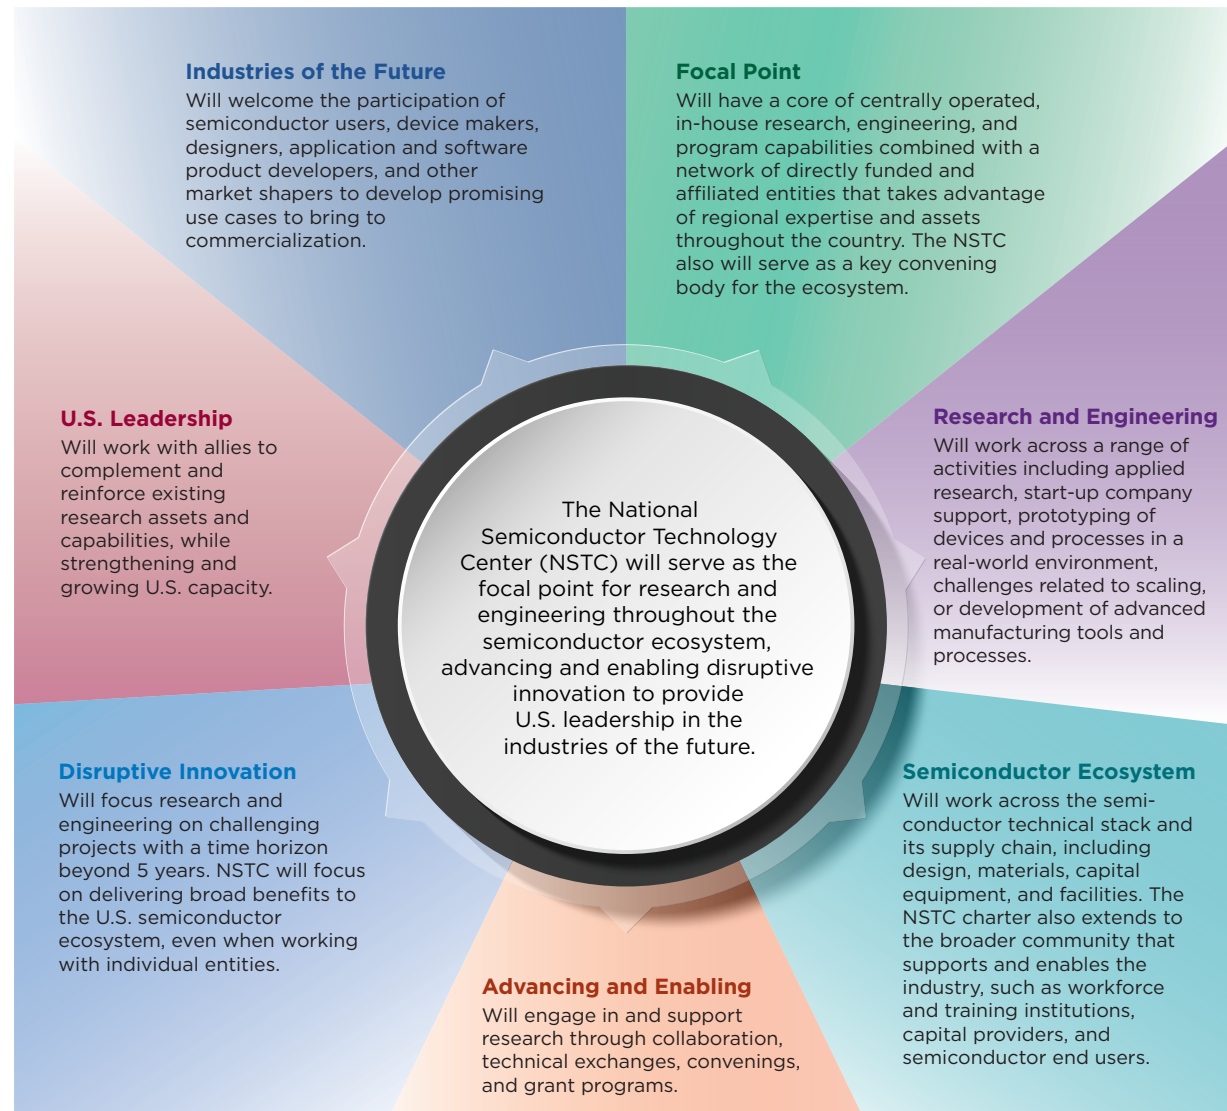 Industries of the Future
Will welcome the participation of
semiconductor users, device makers,
designers, application and software
product developers, and other
market shapers to develop promising
use cases to bring to
commercialization.
Focal Point
Will have a core of centrally operated,
in-house research, engineering, and
program capabilities combined with a
network of directly funded and
affiliated entities that takes advantage
of regional expertise and assets
throughout the country. The NSTC
also will serve as a key convening
body for the ecosystem.
U.S. Leadership
Will work with allies to
complement and
reinforce existing
research assets and
capabilities, while
strengthening and
growing U.S. capacity.
The National
Semiconductor Technology
Center (NSTC) will serve as the
focal point for research and
engineering throughout the
semiconductor ecosystem,
advancing and enabling disruptive
innovation to provide
U.S. leadership in the
industries of the future.
Research and Engineering
Will work across a range of
activities including applied
research, start-up company
support, prototyping of
devices and processes in a
real-world environment,
challenges related to scaling,
or development of advanced
manufacturing tools and
processes.
Disruptive Innovation
Will focus research and
engineering on challenging
projects with a time horizon
beyond 5 years. NSTC will focus
on delivering broad benefits to
the U.S. semiconductor
ecosystem, even when working
with individual entities.
Advancing and Enabling
Will engage in and support
research through collaboration,
technical exchanges, convenings,
and grant programs.
Semiconductor Ecosystem
Will work across the semi-
conductor technical stack and
its supply chain, including
design, materials, capital
equipment, and facilities. The
NSTC charter also extends to
the broader community that
supports and enables the
industry, such as workforce
and training institutions,
capital providers, and
semiconductor end users.